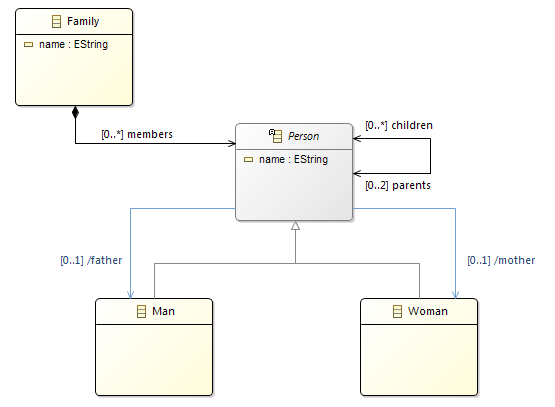 Family
name : EString
[0..*] members
Person
name : EString
[0..*] children
[0..2] parents
[0..1] /father
[0..1] /mother
Man
Woman